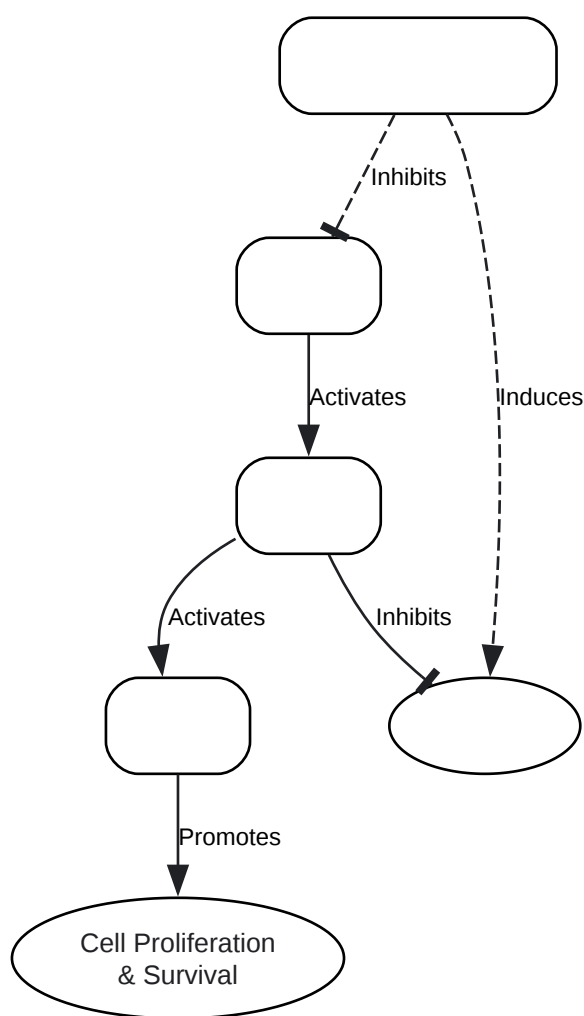 Inhibits
Activates
Induces
Activates
Inhibits
Promotes
Cell Proliferation
& Survival